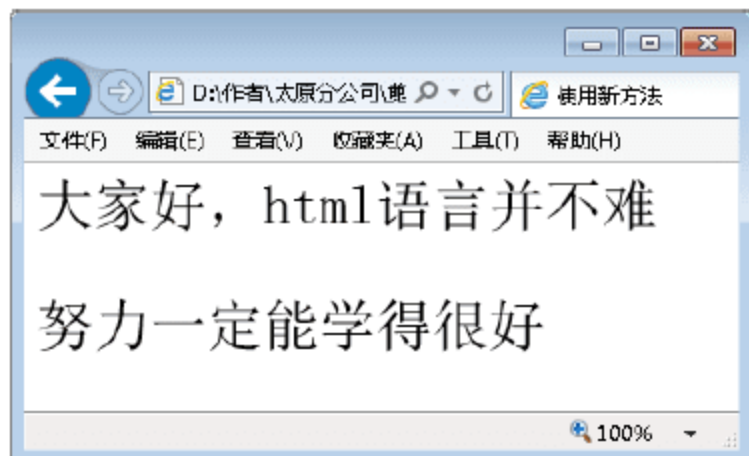 D:\作者\太原分公司\
使用新方法
文件(F) 编辑(E) 查看(V) 收藏夹(A) 工具(T) 帮助(H)
大家好，html语言并不难
努力一定能学得很好
100%